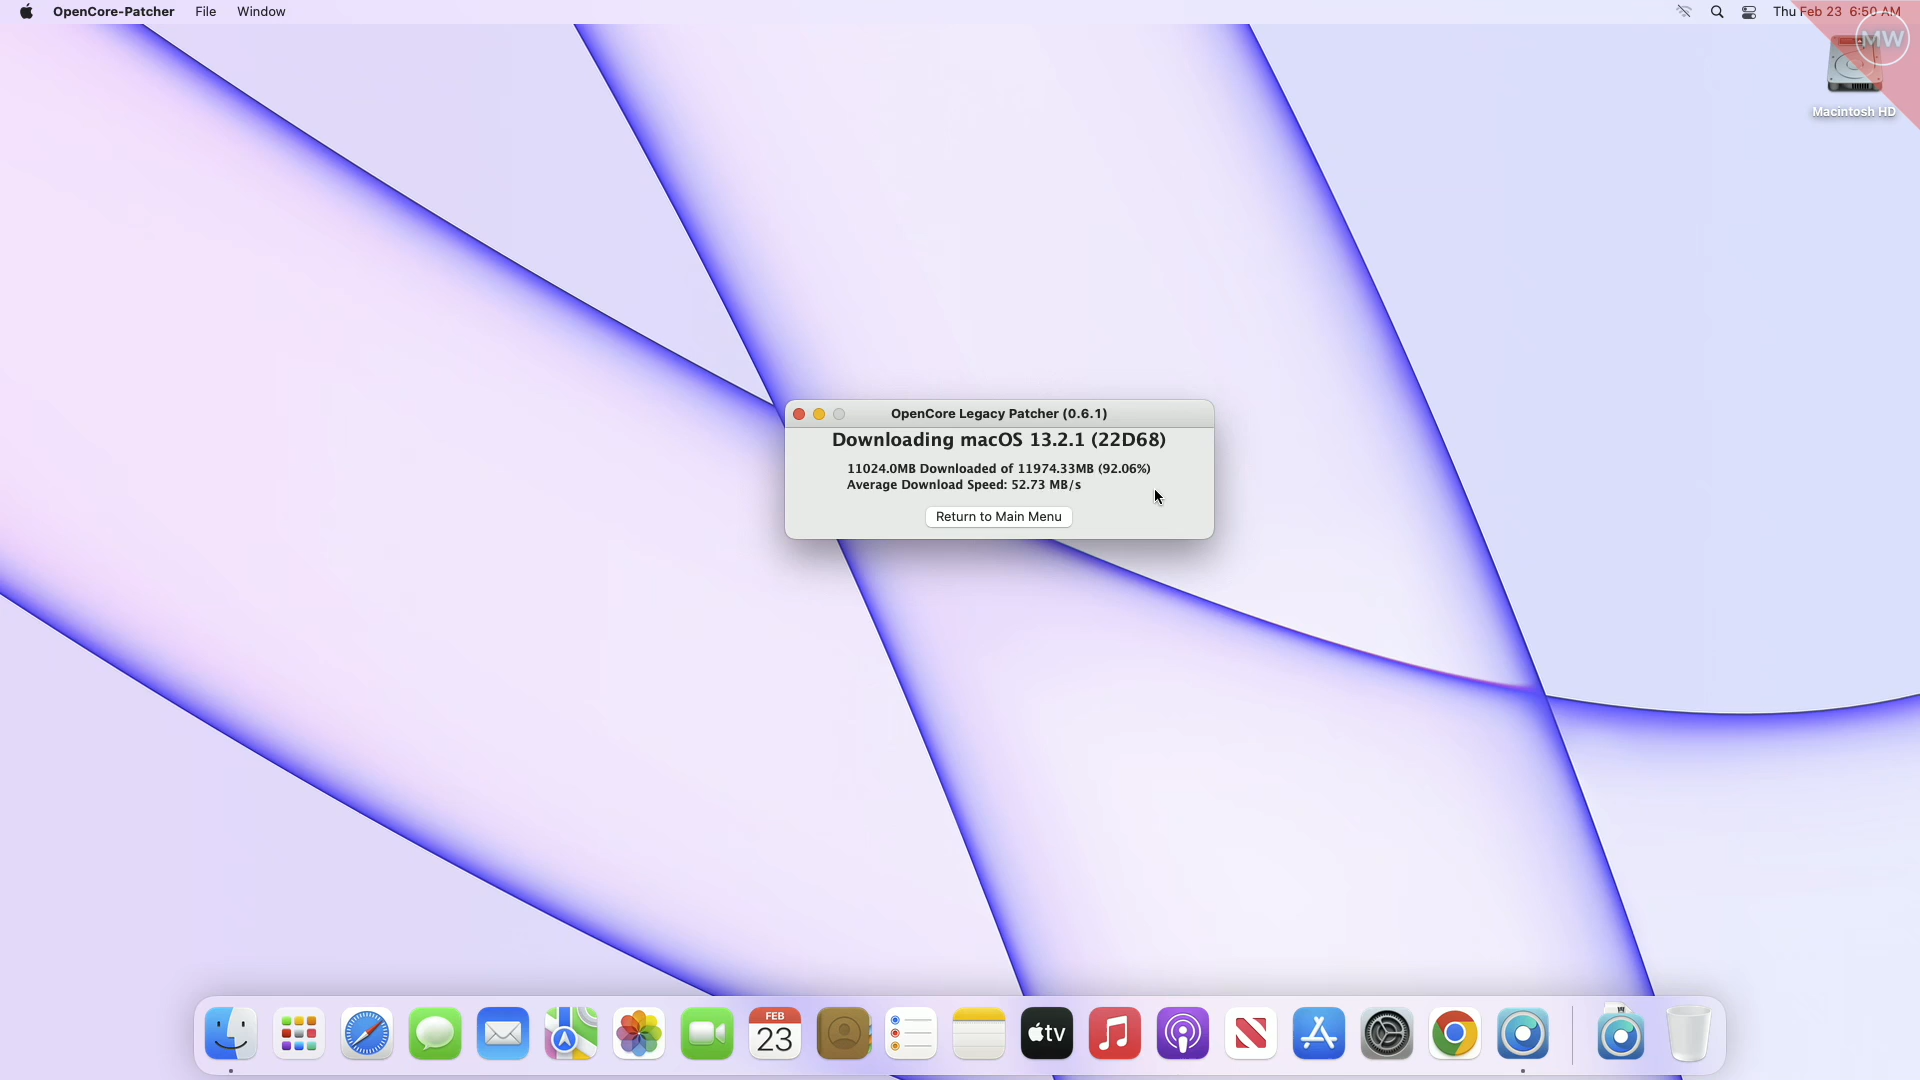 OpenCore-Patcher File Window
Thu Feb 23 6:50 AM
MW
Macintosh HD
OpenCore Legacy Patcher (0.6.1)
Downloading macOS 13.2.1 (22D68)
11024.0MB Downloaded of 11974.33MB (92.06%)
Average Download Speed: 52.73 MB/s
Return to Main Menu
FEB
23
tv